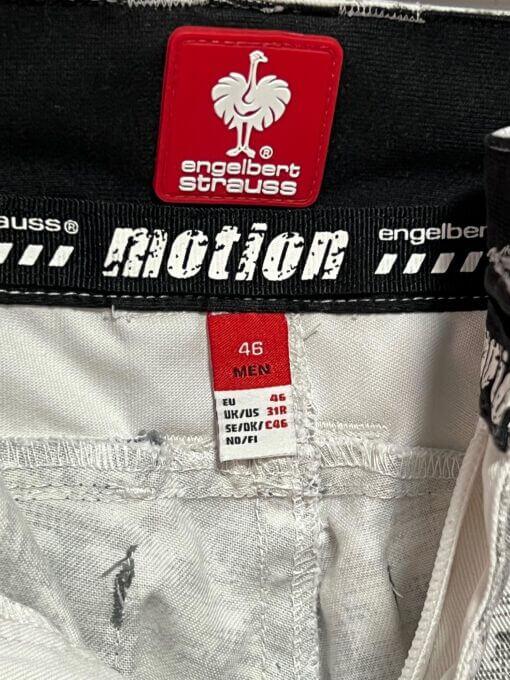 engelbert
strauss®
auss®
motion
engelber
46
MEN
EU 46
UK/US 31R
SE/DK/ C46
NO/FI